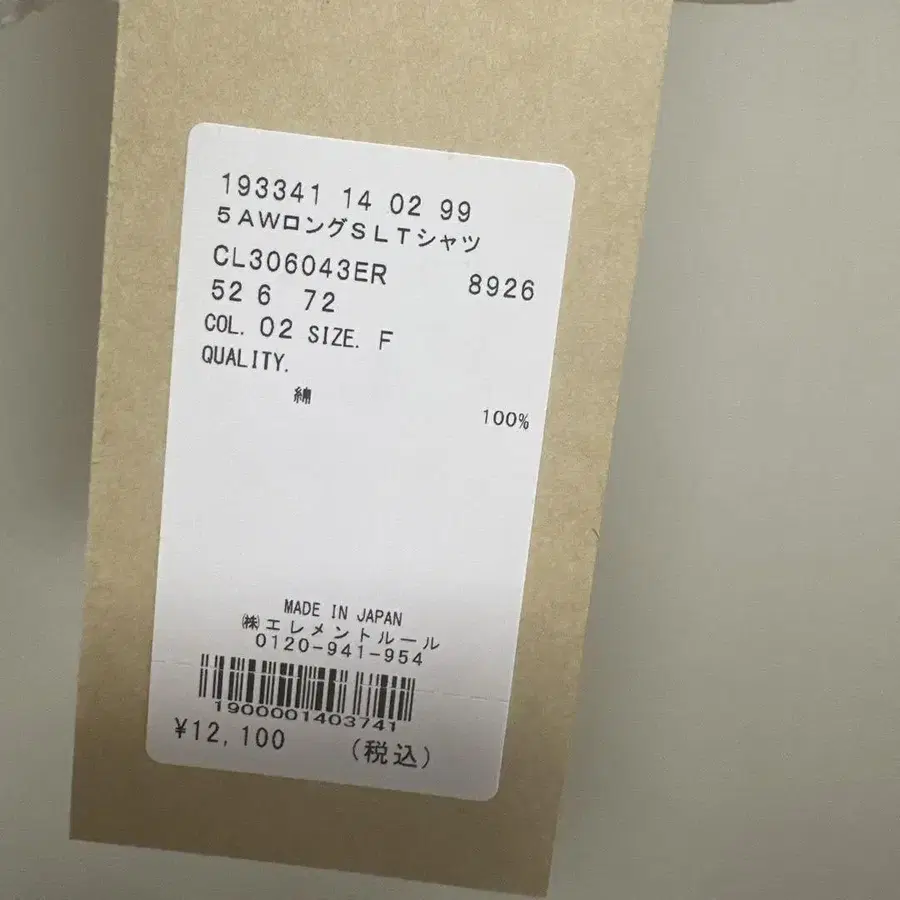 193341 14 02 99
5AWロングSLTシャツ
CL306043ER 8926
52 6 72
COL. 02 SIZE. F
QUALITY.
綿 100%
MADE IN JAPAN
㈱エレメントルール
0120-941-954
1900001403741
¥12,100 (税込)